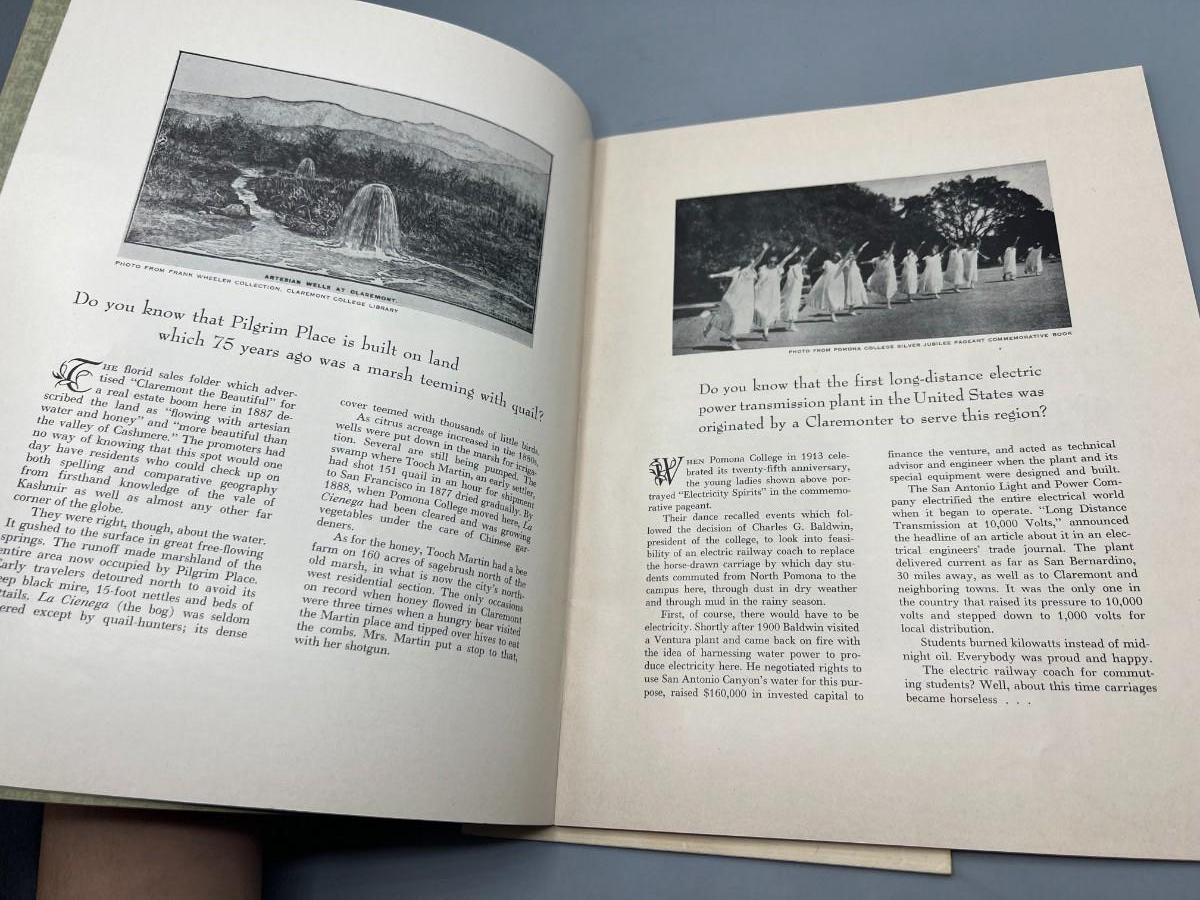 ARTESIAN WELLS AT CLAREMONT.
PHOTO FROM FRANK WHEELER COLLECTION, CLAREMONT COLLEGE LIBRARY
Do you know that Pilgrim Place is built on land
which 75 years ago was a marsh teeming with quail?
THE florid sales folder which adver-
tised "Claremont the Beautiful" for
a real estate boom here in 1887 de-
scribed the land as "flowing with artesian
water and honey" and "more beautiful than
the valley of Cashmere." The promoters had
no way of knowing that this spot would one
day have residents who could check up on
both spelling and comparative geography
from firsthand knowledge of the vale of
Kashmir as well as almost any other far
corner of the globe.
They were right, though, about the water.
It gushed to the surface in great free-flowing
springs. The runoff made marshland of the
entire area now occupied by Pilgrim Place.
Early travelers detoured north to avoid its
eep black mire, 15-foot nettles and beds of
ttails. La Cienega (the bog) was seldom
ered except by quail-hunters; its dense
cover teemed with thousands of little birds.
As citrus acreage increased in the 1880s,
wells were put down in the marsh for irriga-
tion. Several are still being pumped. The
swamp where Tooch Martin, an early settler,
had shot 151 quail in an hour for shipment
to San Francisco in 1877 dried gradually. By
1888, when Pomona College moved here, La
Cienega had been cleared and was growing
vegetables under the care of Chinese gar-
deners.
As for the honey, Tooch Martin had a bee
farm on 160 acres of sagebrush north of the
old marsh, in what is now the city's north-
west residential section. The only occasions
on record when honey flowed in Claremont
were three times when a hungry bear visited
the Martin place and tipped over hives to eat
the combs. Mrs. Martin put a stop to that,
with her shotgun.
PHOTO FROM POMONA COLLEGE SILVER JUBILEE PAGEANT COMMEMORATIVE BOOK
Do you know that the first long-distance electric
power transmission plant in the United States was
originated by a Claremonter to serve this region?
WHEN Pomona College in 1913 cele-
brated its twenty-fifth anniversary,
the young ladies shown above por-
trayed "Electricity Spirits" in the commemo-
rative pageant.
Their dance recalled events which fol-
lowed the decision of Charles G. Baldwin,
president of the college, to look into feasi-
bility of an electric railway coach to replace
the horse-drawn carriage by which day stu-
dents commuted from North Pomona to the
campus here, through dust in dry weather
and through mud in the rainy season.
First, of course, there would have to be
electricity. Shortly after 1900 Baldwin visited
a Ventura plant and came back on fire with
the idea of harnessing water power to pro-
duce electricity here. He negotiated rights to
use San Antonio Canyon's water for this pur-
pose, raised $160,000 in invested capital to
finance the venture, and acted as technical
advisor and engineer when the plant and its
special equipment were designed and built.
The San Antonio Light and Power Com-
pany electrified the entire electrical world
when it began to operate. "Long Distance
Transmission at 10,000 Volts," announced
the headline of an article about it in an elec-
trical engineers' trade journal. The plant
delivered current as far as San Bernardino,
30 miles away, as well as to Claremont and
neighboring towns. It was the only one in
the country that raised its pressure to 10,000
volts and stepped down to 1,000 volts for
local distribution.
Students burned kilowatts instead of mid-
night oil. Everybody was proud and happy.
The electric railway coach for commut-
ing students? Well, about this time carriages
became horseless . . .